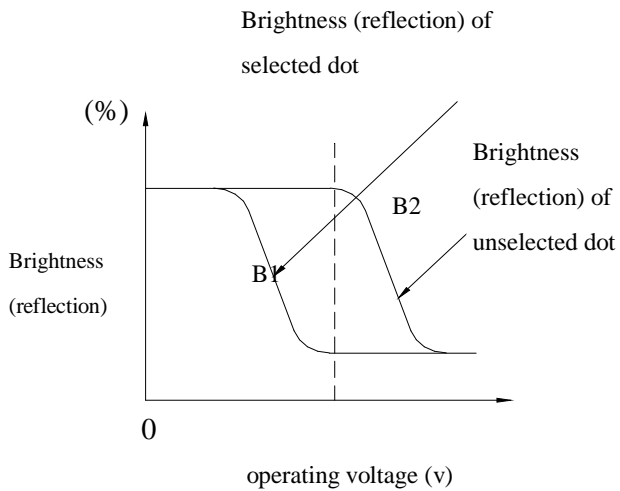 Brightness (reflection) of
selected dot
(%)
Brightness
(reflection) of
unselected dot
B2
B1
Brightness
(reflection)
0
operating voltage (v)